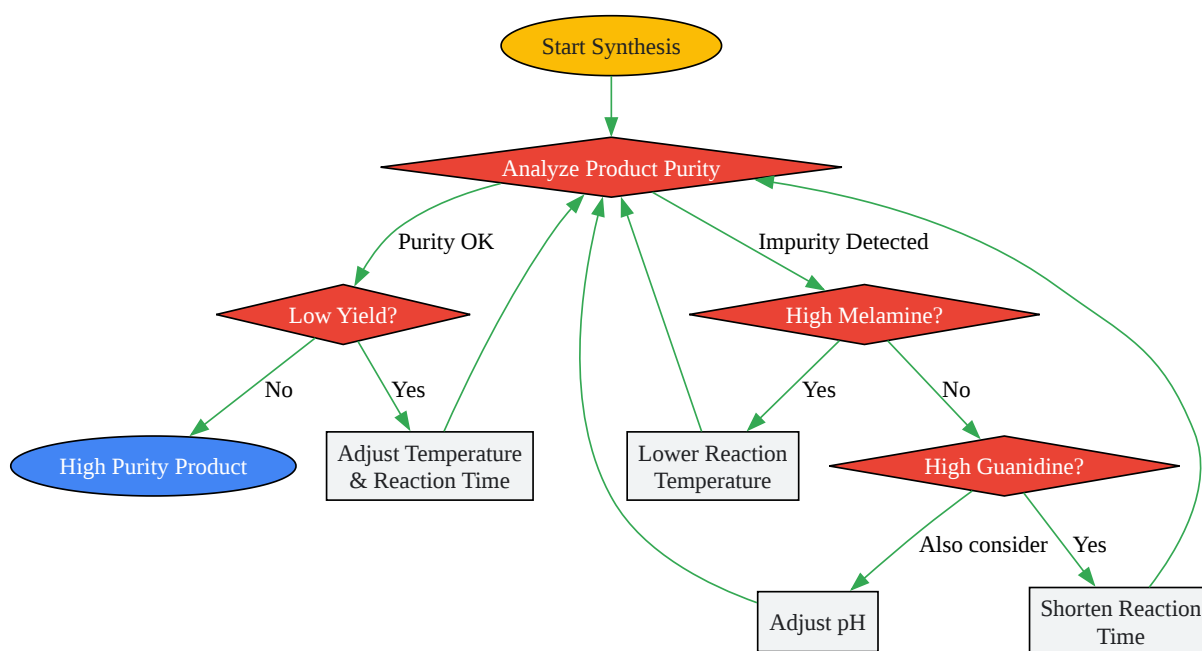 Start Synthesis
Analyze Product Purity
Purity OK
Impurity Detected
Low Yield?
High Melamine?
No
Yes
Yes
No
High Purity Product
Adjust Temperature
& Reaction Time
Lower Reaction
Temperature
High Guanidine?
Also consider
Yes
Adjust pH
Shorten Reaction
Time